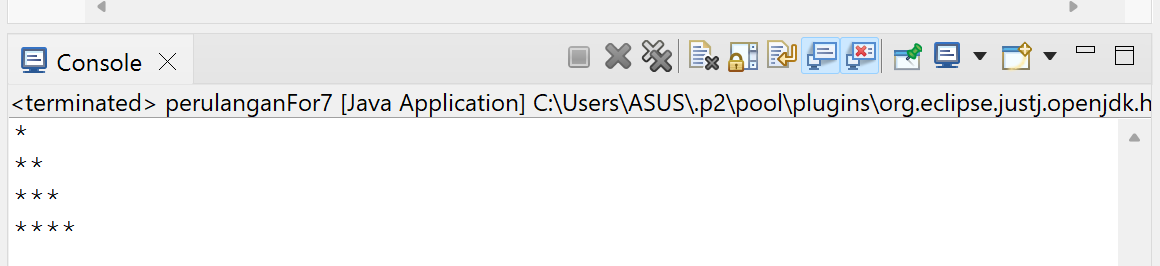 Console
<terminated> perulanganFor7 [Java Application] C:\Users\ASUS\.p2\pool\plugins\org.eclipse.justj.openjdk.h
*
**
***
****